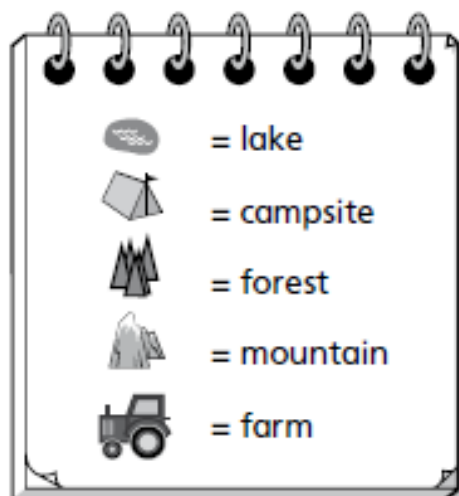 = lake
= campsite
= forest
= mountain
= farm